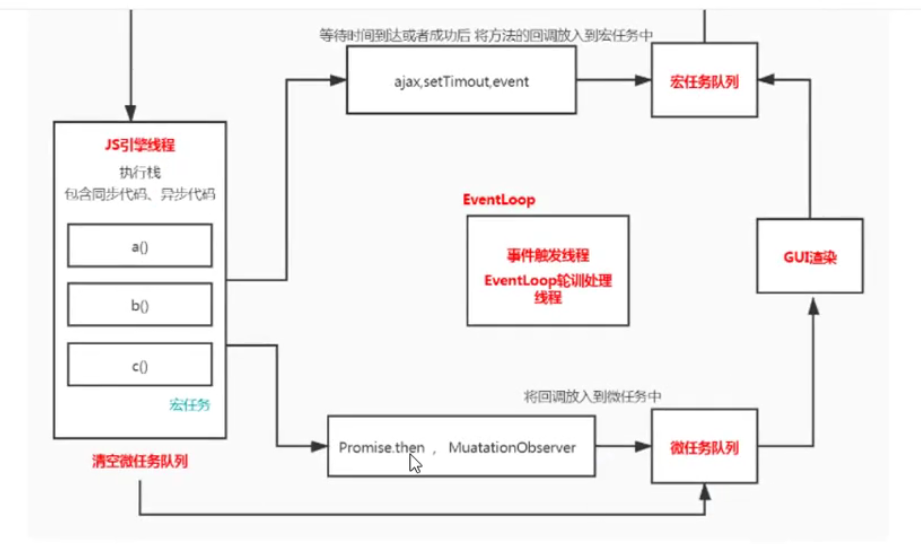 等待时间到达或者成功后 将方法的回调放入到宏任务中
ajax,setTimout,event
宏任务队列
JS引擎线程
执行栈
包含同步代码、异步代码
a()
b()
c()
宏任务
清空微任务队列
EventLoop
事件触发线程
EventLoop轮训处理
线程
GUI渲染
将回调放入到微任务中
Promise.then ， MuatationObserver
微任务队列